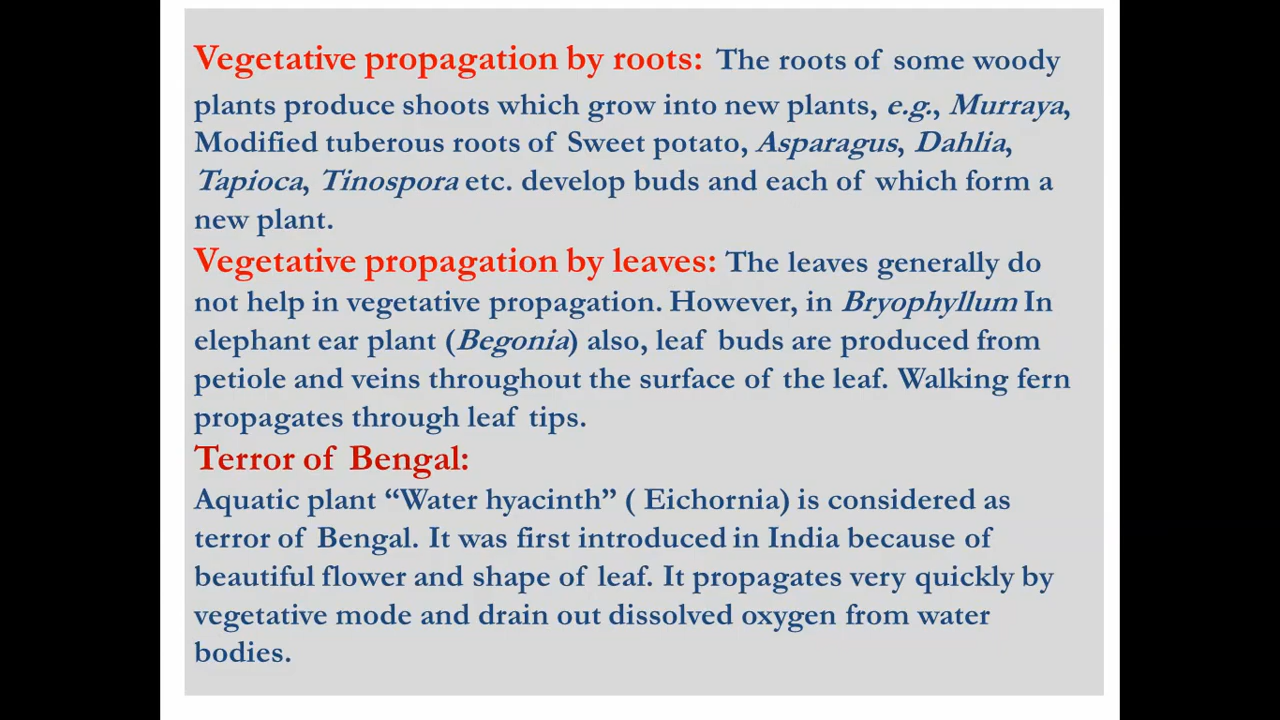 Vegetative propagation by roots: The roots of some woody
plants produce shoots which grow into new plants, e.g., Murraya,
Modified tuberous roots of Sweet potato, Asparagus, Dahlia,
Tapioca, Tinospora etc. develop buds and each of which form a
new plant.
Vegetative propagation by leaves: The leaves generally do
not help in vegetative propagation. However, in Bryophyllum In
elephant ear plant (Begonia) also, leaf buds are produced from
petiole and veins throughout the surface of the leaf. Walking fern
propagates through leaf tips.
Terror of Bengal:
Aquatic plant “Water hyacinth” ( Eichornia) is considered as
terror of Bengal. It was first introduced in India because of
beautiful flower and shape of leaf. It propagates very quickly by
vegetative mode and drain out dissolved oxygen from water
bodies.